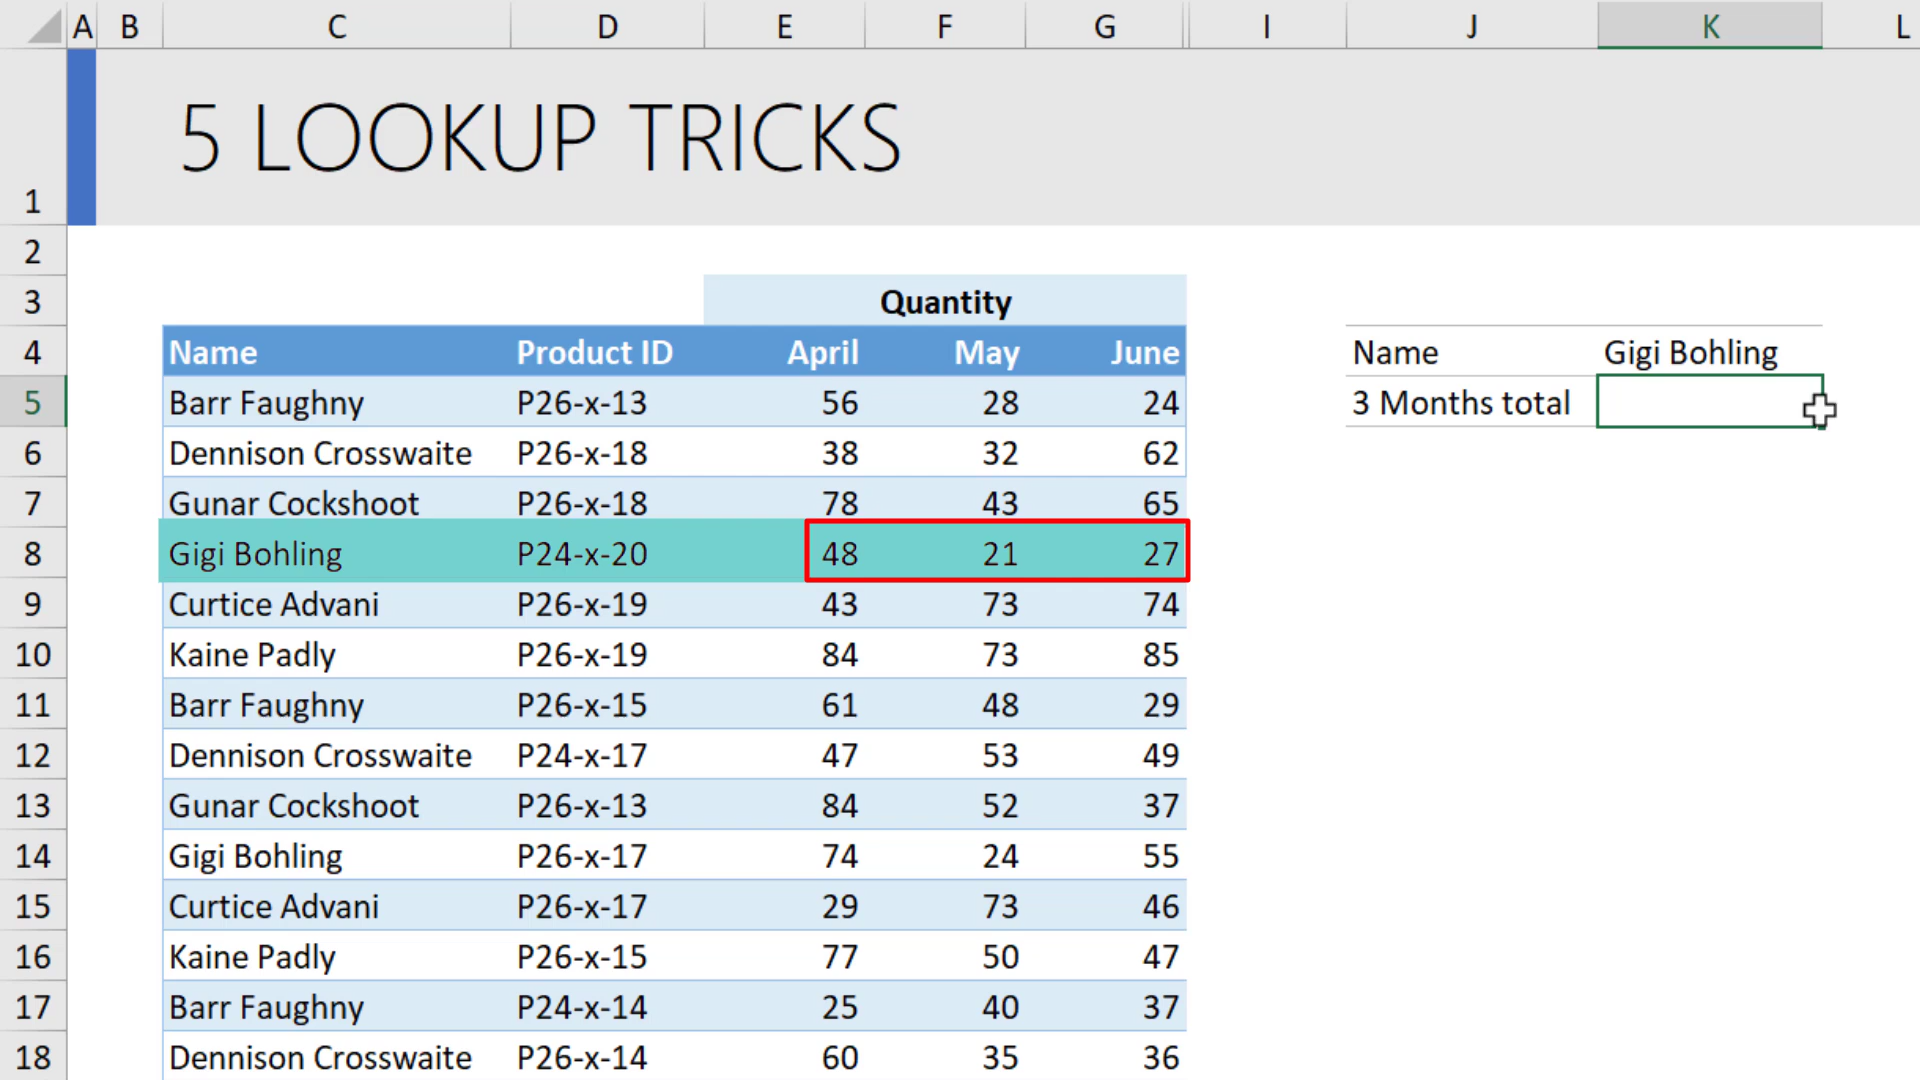 A B C D E F G I J K L
1 5 LOOKUP TRICKS
2
3 Quantity
4 Name Product ID April May June Name Gigi Bohling
5 Barr Faughny P26-x-13 56 28 24 3 Months total
6 Dennison Crosswaite P26-x-18 38 32 62
7 Gunar Cockshoot P26-x-18 78 43 65
8 Gigi Bohling P24-x-20 48 21 27
9 Curtice Advani P26-x-19 43 73 74
10 Kaine Padly P26-x-19 84 73 85
11 Barr Faughny P26-x-15 61 48 29
12 Dennison Crosswaite P24-x-17 47 53 49
13 Gunar Cockshoot P26-x-13 84 52 37
14 Gigi Bohling P26-x-17 74 24 55
15 Curtice Advani P26-x-17 29 73 46
16 Kaine Padly P26-x-15 77 50 47
17 Barr Faughny P24-x-14 25 40 37
18 Dennison Crosswaite P26-x-14 60 35 36